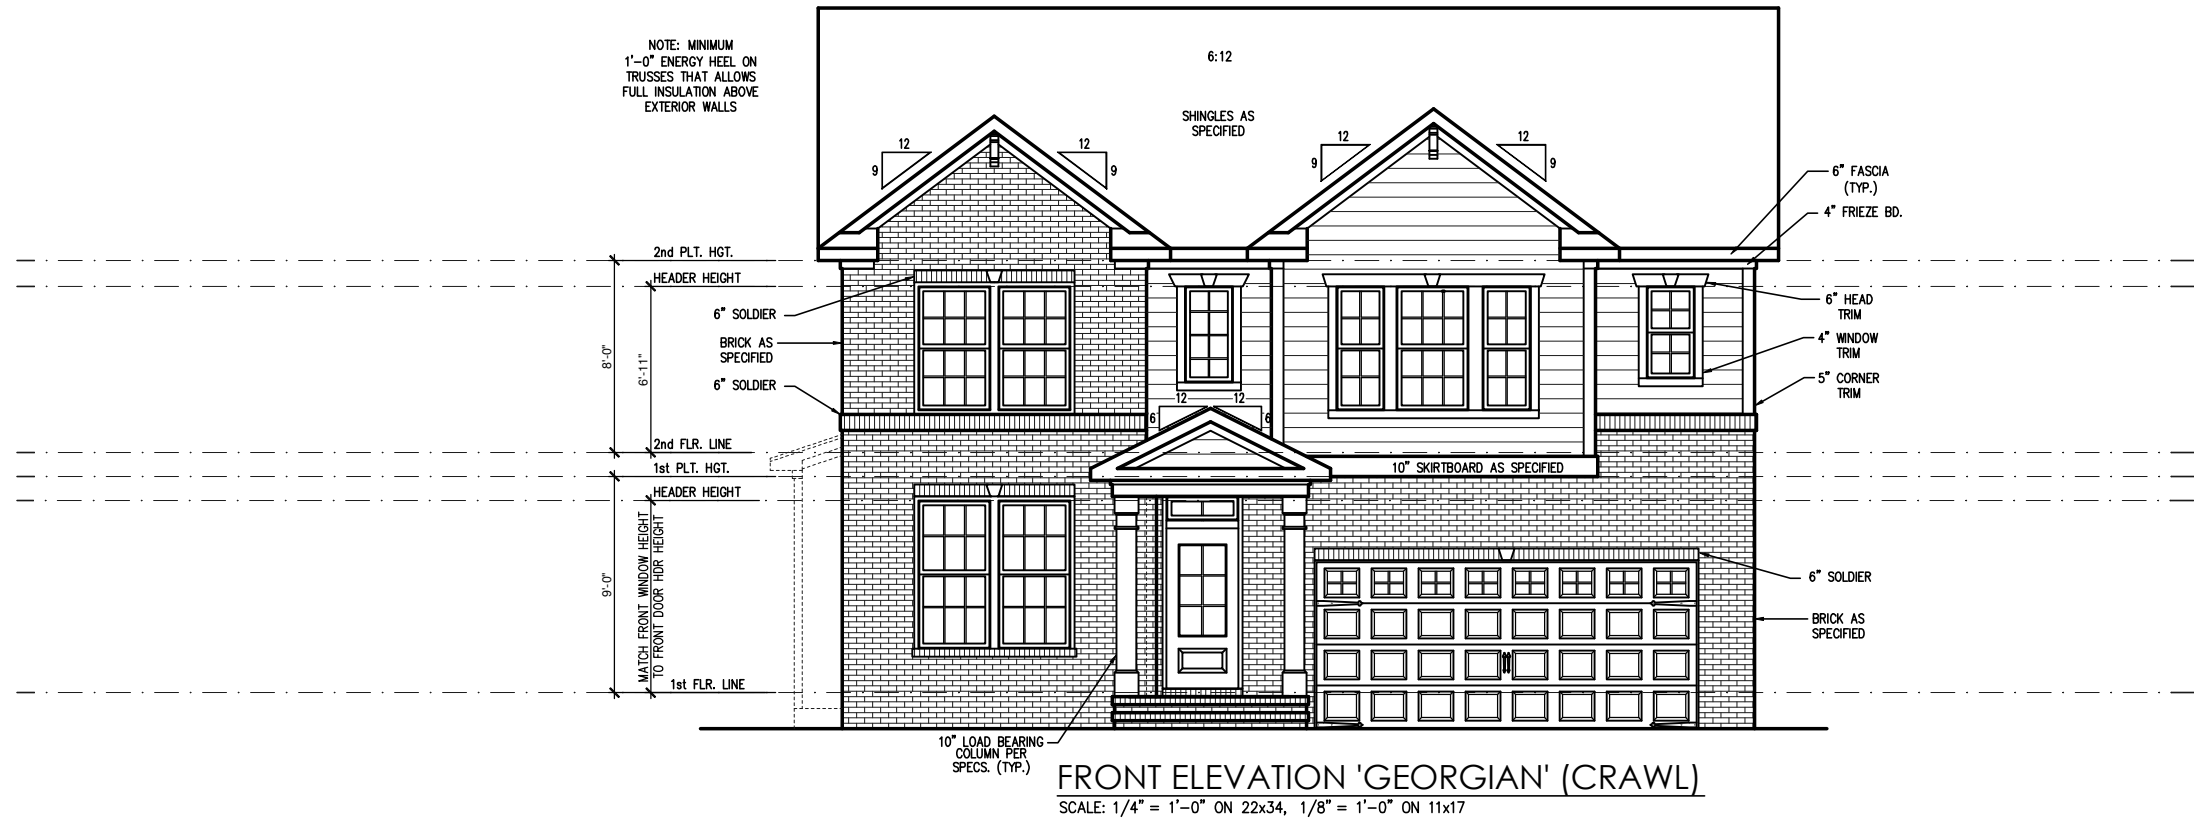 NOTE: MINIMUM
1'-0" ENERGY HEEL ON
TRUSSES THAT ALLOWS
FULL INSULATION ABOVE
EXTERIOR WALLS
6:12
SHINGLES AS
SPECIFIED
12
9
12
9
12
9
12
9
6" FASCIA
(TYP.)
4" FRIEZE BD.
2nd PLT. HGT.
HEADER HEIGHT
6" SOLDIER
BRICK AS
SPECIFIED
6" SOLDIER
8'-0"
6'-11"
6" HEAD
TRIM
4" WINDOW
TRIM
5" CORNER
TRIM
12
6
12
6
2nd FLR. LINE
1st PLT. HGT.
HEADER HEIGHT
10" SKIRTBOARD AS SPECIFIED
9'-0"
MATCH FRONT WINDOW HEIGHT
TO FRONT DOOR HDR HEIGHT
6" SOLDIER
BRICK AS
SPECIFIED
1st FLR. LINE
10" LOAD BEARING
COLUMN PER
SPECS. (TYP.)
FRONT ELEVATION 'GEORGIAN' (CRAWL)
SCALE: 1/4" = 1'-0" ON 22x34, 1/8" = 1'-0" ON 11x17